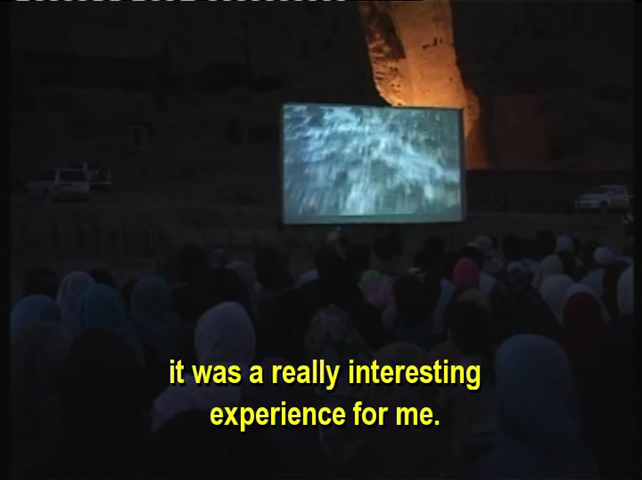 it was a really interesting
experience for me.